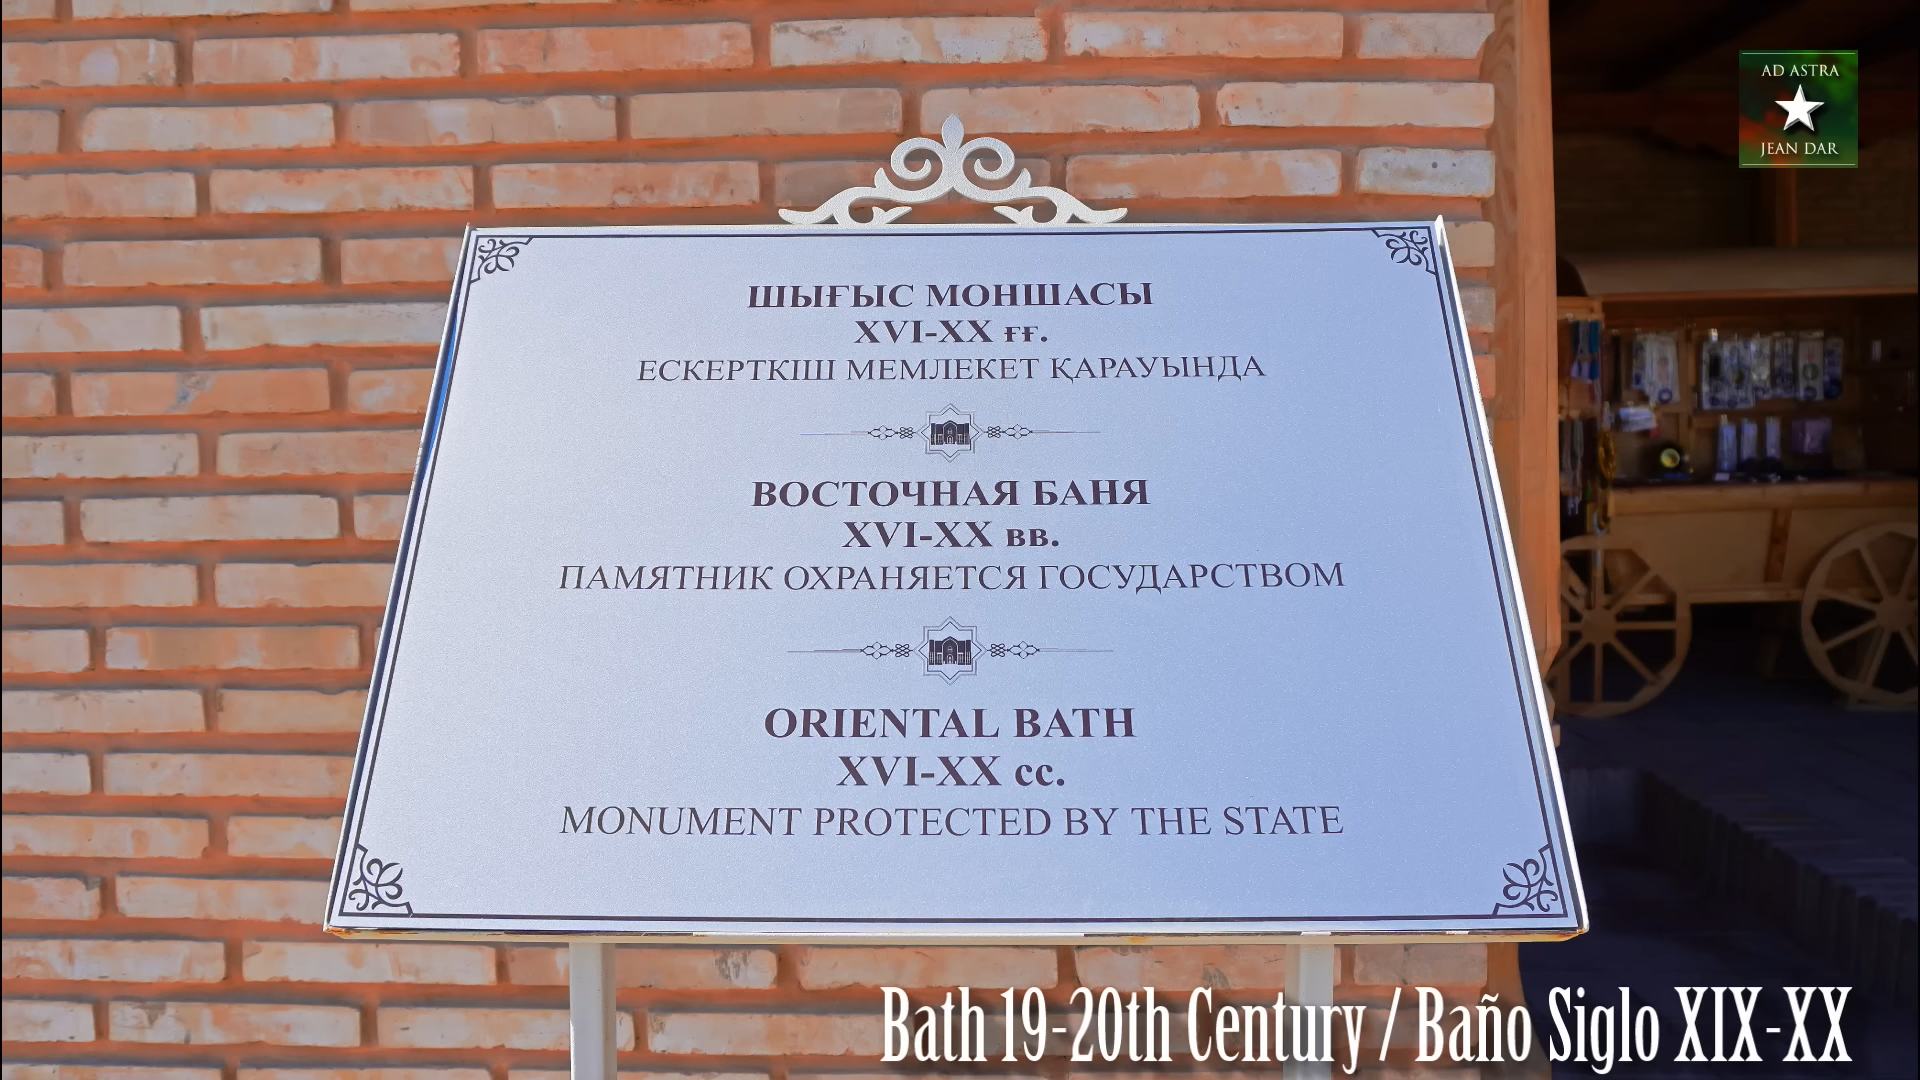 AD ASTRA
JEAN DAR
ШЫҒЫС МОНШАСЫ
XVI-XX ғғ.
ЕСКЕРТКІШ МЕМЛЕКЕТ ҚАРАУЫНДА
ВОСТОЧНАЯ БАНЯ
XVI-XX вв.
ПАМЯТНИК ОХРАНЯЕТСЯ ГОСУДАРСТВОМ
ORIENTAL BATH
XVI-XX cc.
MONUMENT PROTECTED BY THE STATE
Bath 19-20th Century / Baño Siglo XIX-XX